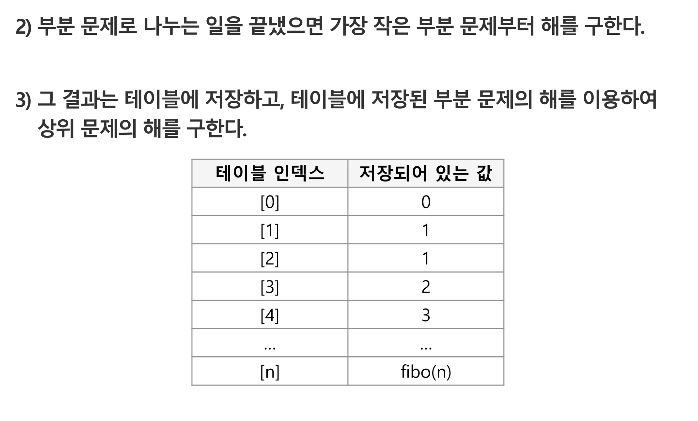 2) 부분 문제로 나누는 일을 끝냈으면 가장 작은 부분 문제부터 해를 구한다.
3) 그 결과는 테이블에 저장하고, 테이블에 저장된 부분 문제의 해를 이용하여
상위 문제의 해를 구한다.
테이블 인덱스 저장되어 있는 값
[0] 0
[1] 1
[2] 1
[3] 2
[4] 3
... ...
[n] fibo(n)